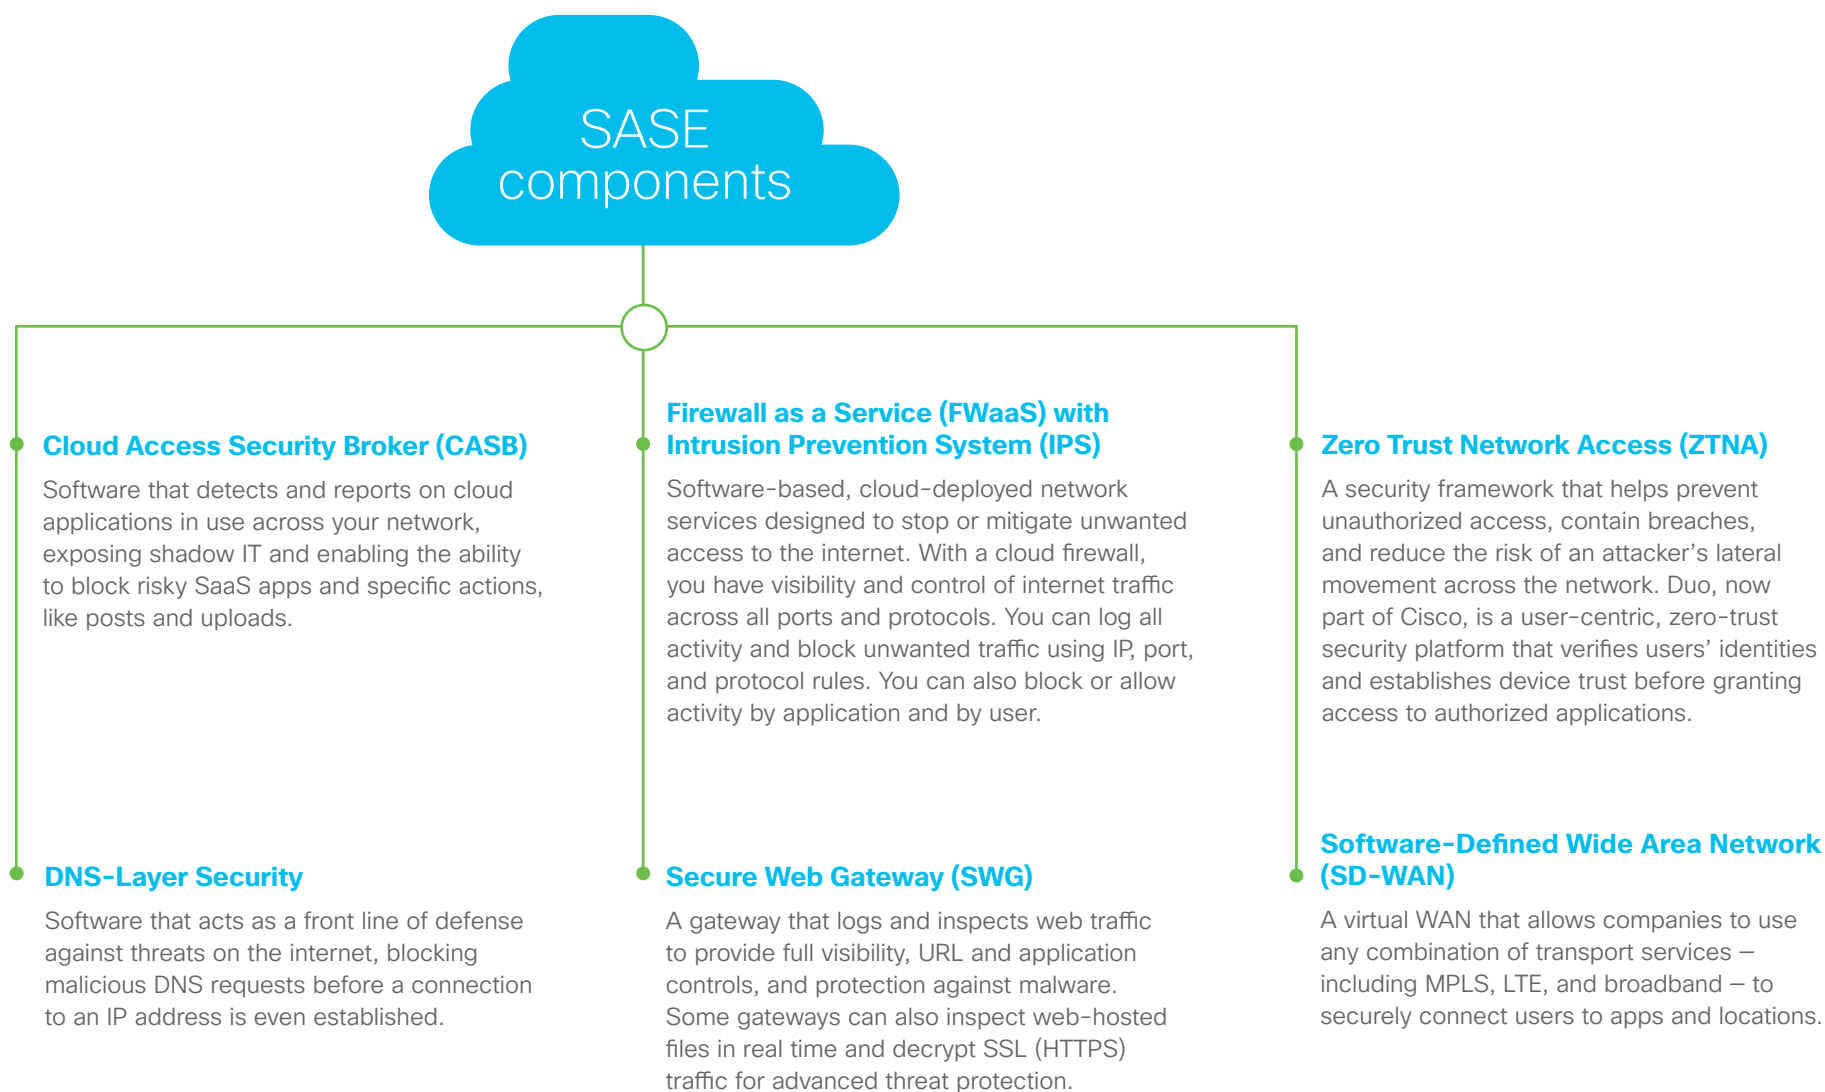 SASE
components
Cloud Access Security Broker (CASB)
Software that detects and reports on cloud
applications in use across your network,
exposing shadow IT and enabling the ability
to block risky SaaS apps and specific actions,
like posts and uploads.
Firewall as a Service (FWaaS) with
Intrusion Prevention System (IPS)
Software-based, cloud-deployed network
services designed to stop or mitigate unwanted
access to the internet. With a cloud firewall,
you have visibility and control of internet traffic
across all ports and protocols. You can log all
activity and block unwanted traffic using IP, port,
and protocol rules. You can also block or allow
activity by application and by user.
Zero Trust Network Access (ZTNA)
A security framework that helps prevent
unauthorized access, contain breaches,
and reduce the risk of an attacker’s lateral
movement across the network. Duo, now
part of Cisco, is a user-centric, zero-trust
security platform that verifies users’ identities
and establishes device trust before granting
access to authorized applications.
DNS-Layer Security
Software that acts as a front line of defense
against threats on the internet, blocking
malicious DNS requests before a connection
to an IP address is even established.
Secure Web Gateway (SWG)
A gateway that logs and inspects web traffic
to provide full visibility, URL and application
controls, and protection against malware.
Some gateways can also inspect web-hosted
files in real time and decrypt SSL (HTTPS)
traffic for advanced threat protection.
Software-Defined Wide Area Network
(SD-WAN)
A virtual WAN that allows companies to use
any combination of transport services –
including MPLS, LTE, and broadband – to
securely connect users to apps and locations.